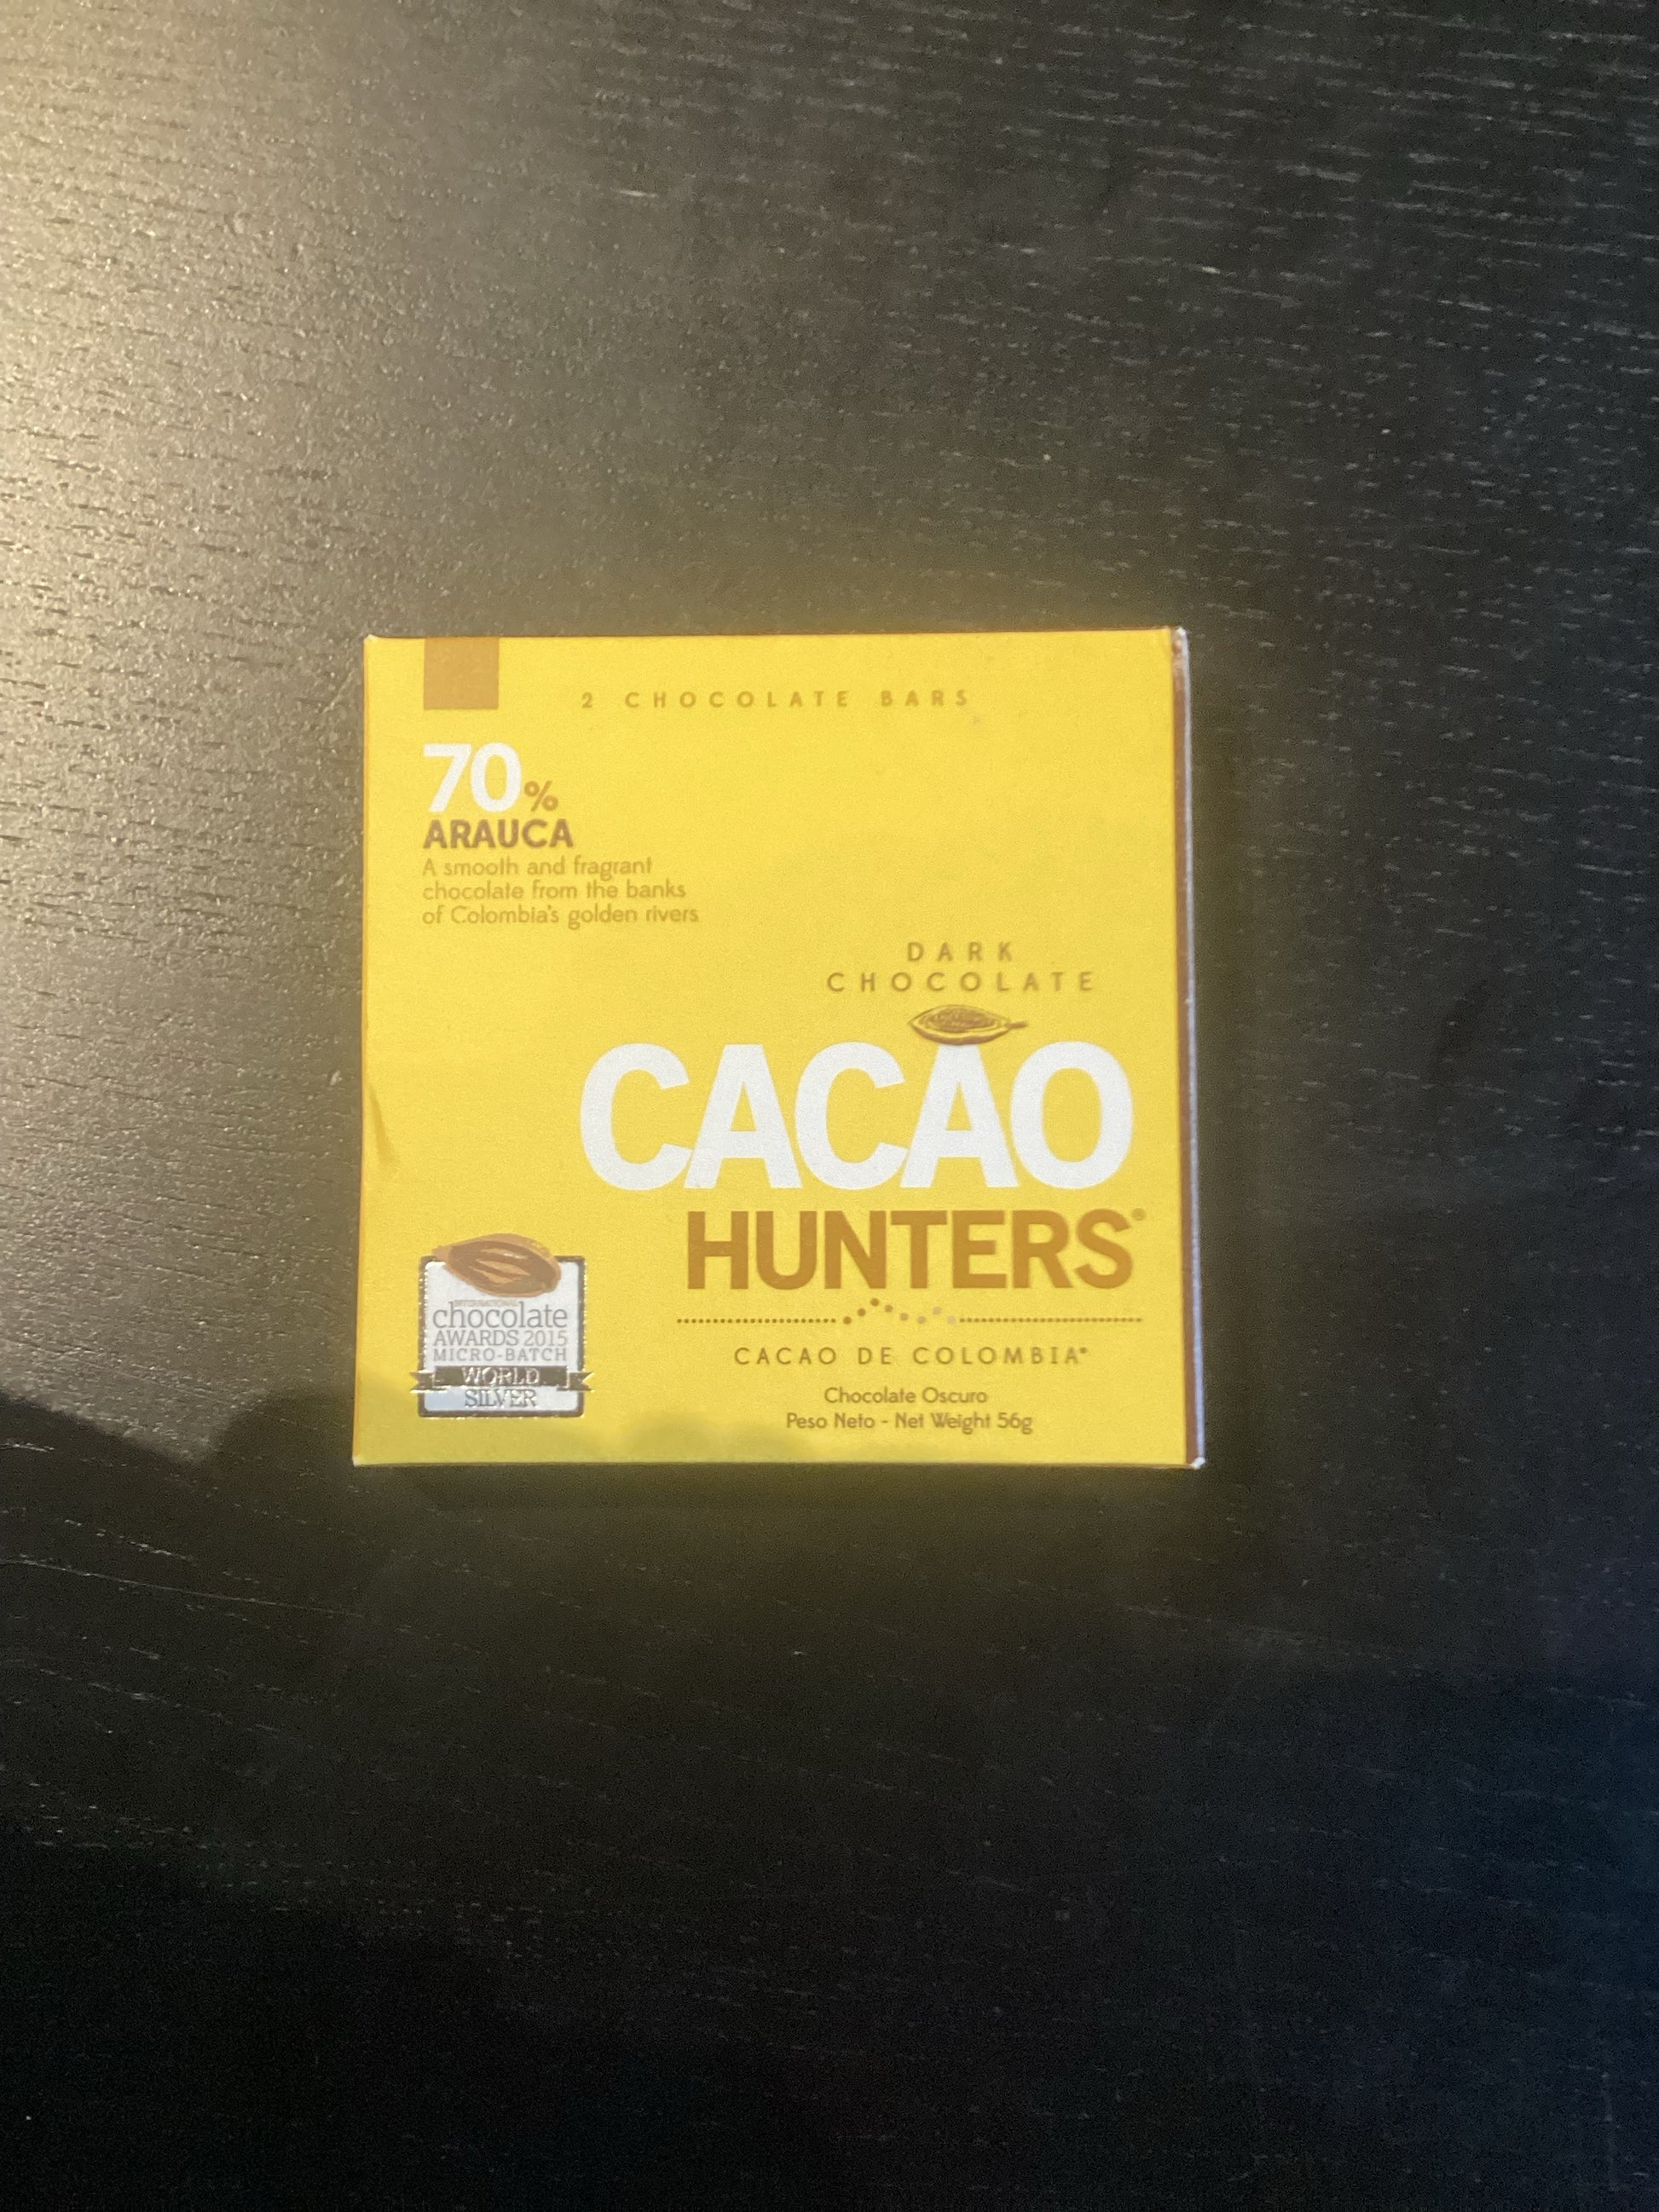 2 CHOCOLATE BARS
70%
ARAUCA
A smooth and fragrant
chocolate from the banks
of Colombia's golden rivers
DARK
CHOCOLATE
CACAO
HUNTERS®
CACAO DE COLOMBIA®
Chocolate Oscuro
Peso Neto - Net Weight 56g
INTERNATIONAL
chocolate
AWARDS 2015
MICRO-BATCH
WORLD
SILVER